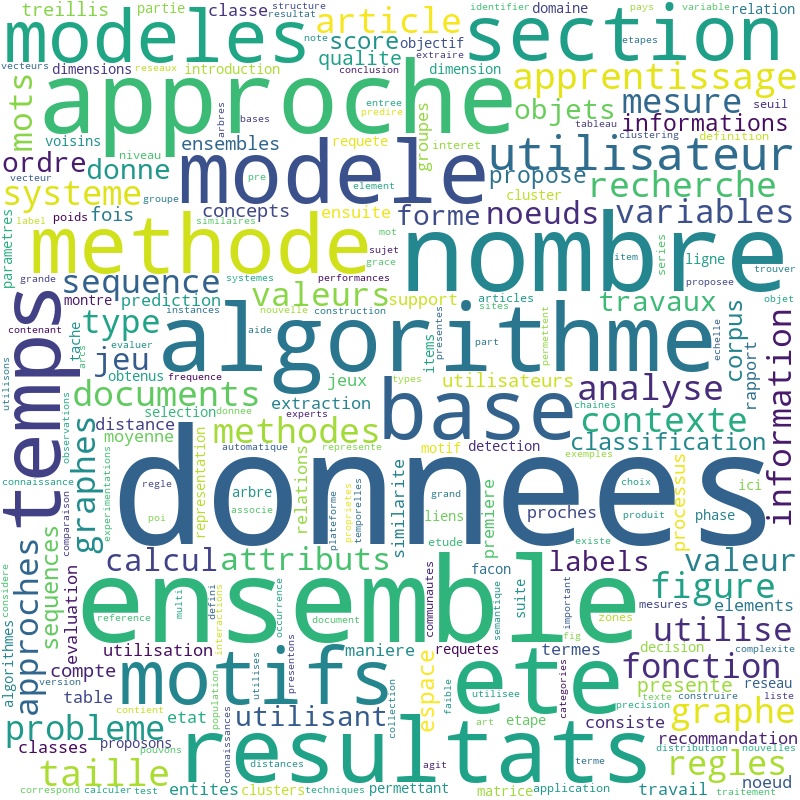 treillis
partie
classe
structure
resultat
identifier
domaine
pays
variable
relation
modeles
article
section
note
score
objectif
etapes
vecteurs
dimensions
reseaux
introduction
qualite
extraire
conclusion
dimension
apprentissage
mots
approche
arbres
bases
entree
predire
groupes
objets
mesure
seuil
tableau
informations
voisins
ensembles
requete
interet
clustering
definition
ordre
donne
niveau
modele
utilisateur
vecteur
groupe
pre
element
propose
recherche
systeme
label
poids
fois
concepts
similaires
ensuite
forme
cluster
noeuds
variables
parametres
methode
mot
sujet
grace
nombre
series
item
ligne
trouver
grande
sequence
systemes
performances
proposee
montre
prediction
instances
valeurs
nouvelle
construction
support
articles
sites
presentes
travaux
objet
contenant
temps
tache
arcs
type
evaluer
algorithme
aide
items
part
permettent
echelle
corpus
rapport
information
utilisons
jeu
obtenus
frequence
jeux
utilisateurs
types
analyse
documents
selection
donnee
extraction
experts
base
chaines
contexte
connaissance
observations
graphes
distance
moyenne
methodes
automatique
represente
motif
detection
exemples
classification
comparaison
experimentations
donnees
regle
poi
representation
arbre
associe
relations
plateforme
proprietes
temporelles
similarite
grand
liens
etude
premiere
proches
choix
produit
existe
processus
phase
ici
approches
sequences
calcul
attributs
facon
labels
valeur
considere
evaluation
ensemble
reference
multi
defini
interactions
occurrence
document
communautes
semantique
suite
important
fig
mesures
zones
figure
elements
utilise
algorithmes
utilisation
presentons
maniere
requetes
termes
decision
complexite
version
compte
motifs
utilises
espace
faible
utilisee
ete
categories
texte
precision
fonction
presente
construire
reseau
liste
table
contient
etat
population
utilisant
collection
art
etape
consiste
graphe
distribution
nouvelles
probleme
classes
proposons
pouvons
connaissances
distances
resultats
agit
terme
recommandation
taille
entites
clusters
techniques
permettant
matrice
application
travail
regles
noeud
correspond
calculer
test
traitement